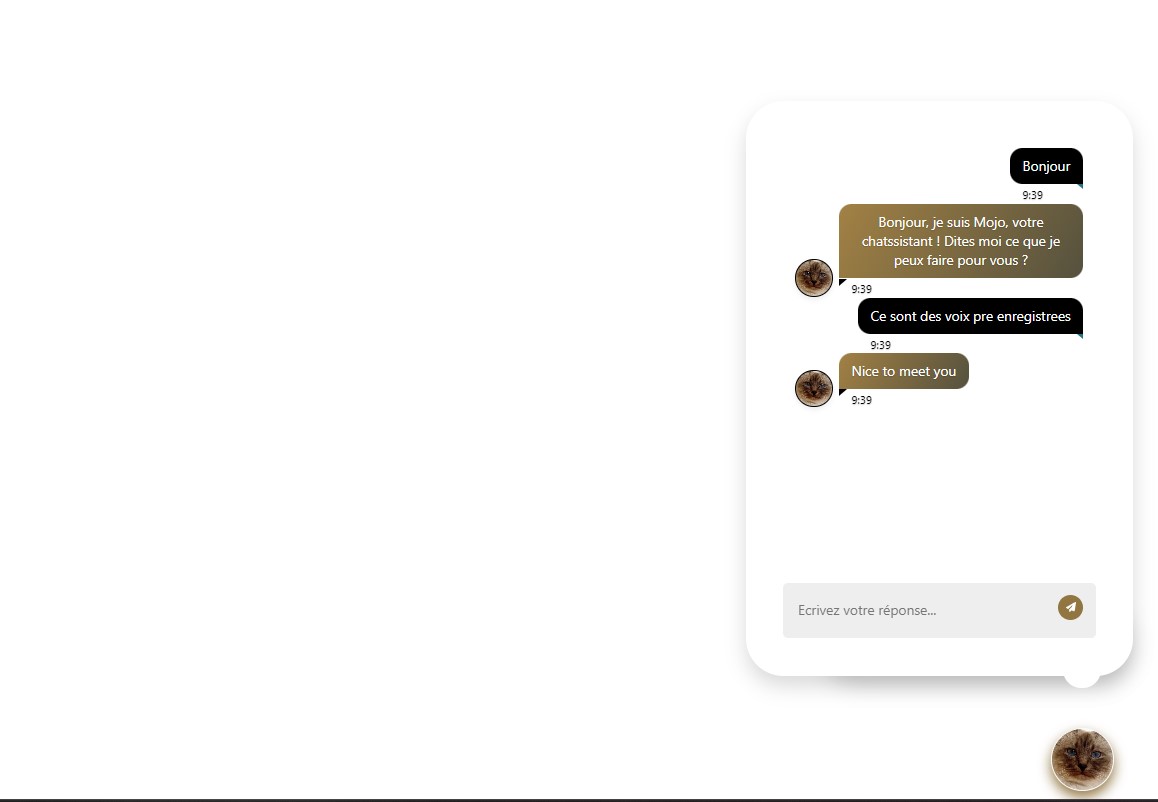 Bonjour
9:39
Bonjour, je suis Mojo, votre
chatssistant ! Dites moi ce que je
peux faire pour vous ?
9:39
Ce sont des voix pre enregistrees
9:39
Nice to meet you
9:39
Ecrivez votre réponse...